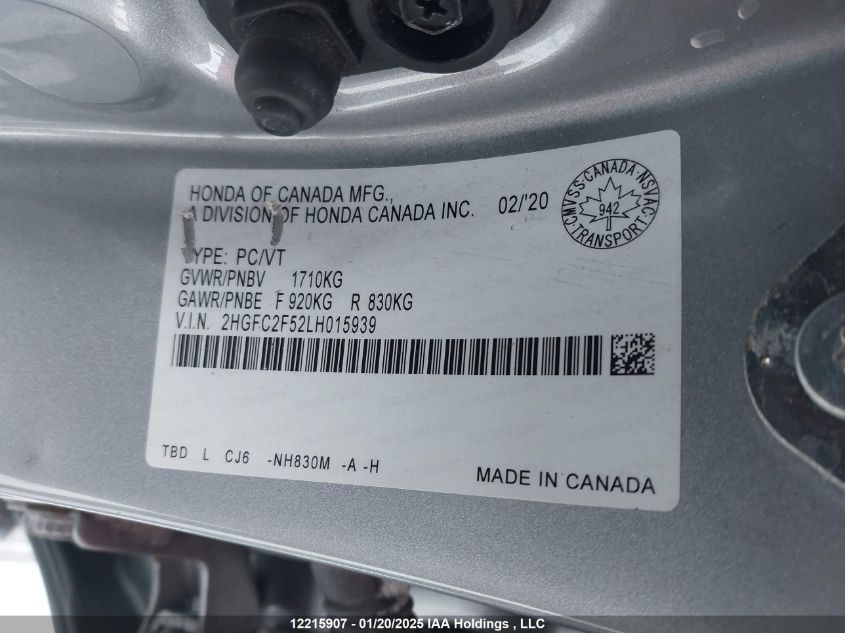 HONDA OF CANADA MFG.,
A DIVISION OF HONDA CANADA INC. 02/'20
CMVSS · CANADA · NSVAC · TRANSPORT ·
942
TYPE: PC/VT
GVWR/PNBV 1710KG
GAWR/PNBE F 920KG R 830KG
V.I.N. 2HGFC2F52LH015939
TBD L CJ6 -NH830M -A -H
MADE IN CANADA
12215907 - 01/20/2025 IAA Holdings , LLC